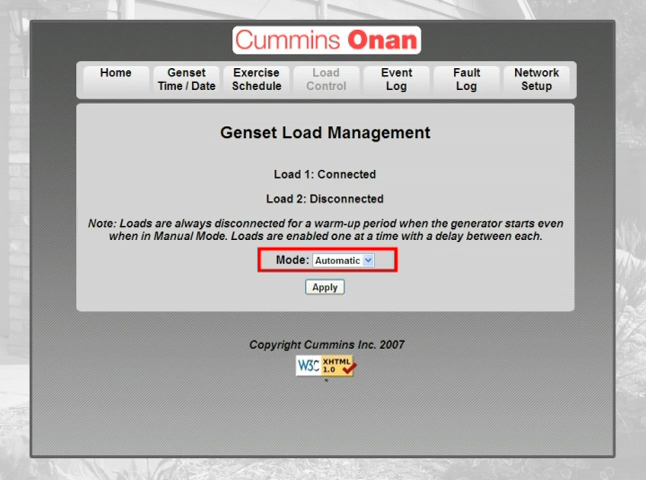 Cummins Onan
Home
Genset
Time / Date
Exercise
Schedule
Load
Control
Event
Log
Fault
Log
Network
Setup
Genset Load Management
Load 1: Connected
Load 2: Disconnected
Note: Loads are always disconnected for a warm-up period when the generator starts even
when in Manual Mode. Loads are enabled one at a time with a delay between each.
Mode: Automatic
Apply
Copyright Cummins Inc. 2007
W3C XHTML
1.0